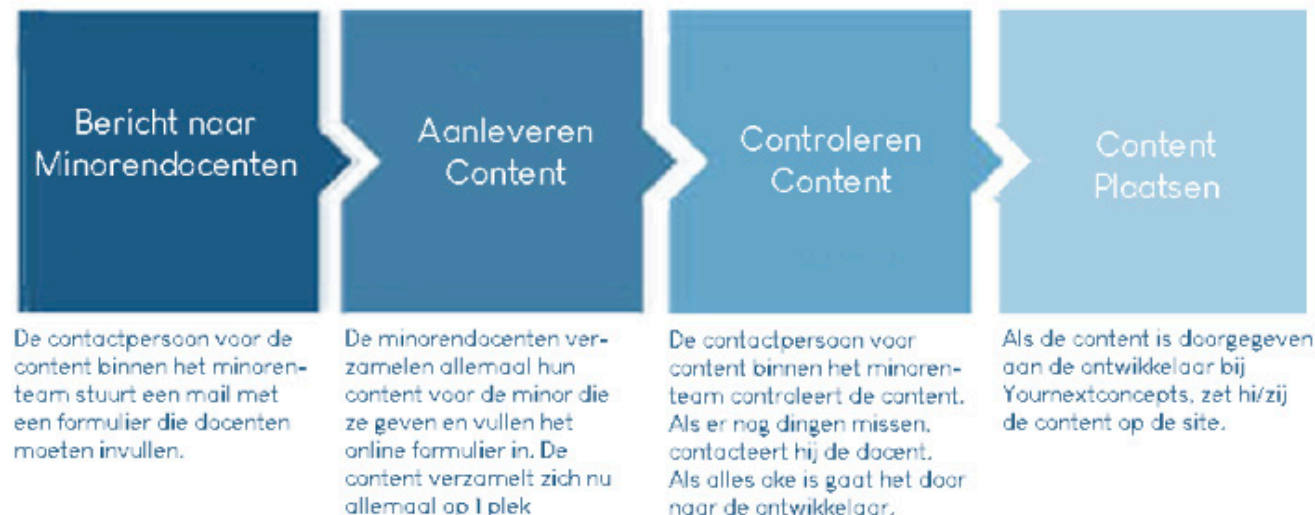 Bericht naar
Minorendocenten
Aanleveren
Content
Controleren
Content
Content
Plaatsen
De contactpersoon voor de
content binnen het minoren-
team stuurt een mail met
een formulier die docenten
moeten invullen.
De minorendocenten ver-
zamelen allemaal hun
content voor de minor die
ze geven en vullen het
online formulier in. De
content verzamelt zich nu
allemaal op 1 plek
De contactpersoon voor
content binnen het minoren-
team controleert de content.
Als er nog dingen missen,
contacteert hij de docent.
Als alles oke is gaat het door
naar de ontwikkelaar.
Als de content is doorgegeven
aan de ontwikkelaar bij
Yournextconcepts, zet hi/zij
de content op de site.